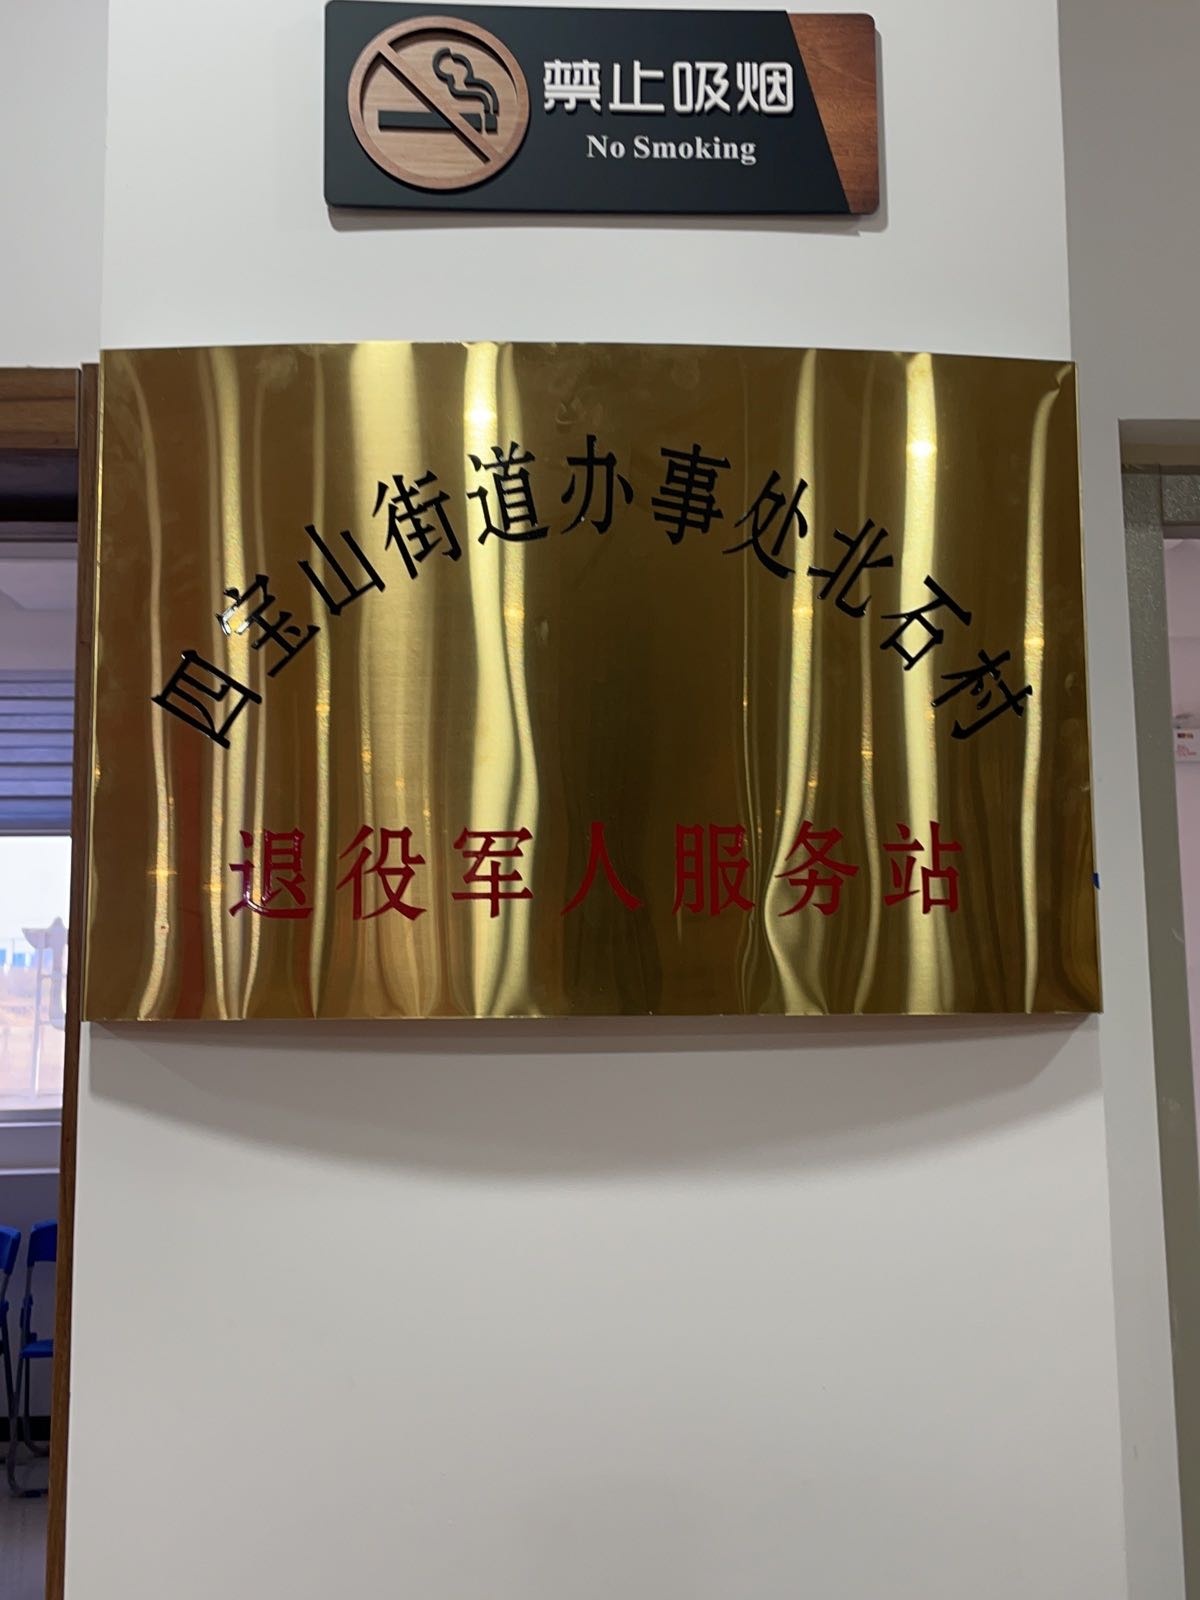 禁止吸烟
No Smoking
四宝山街道办事处北石村
退役军人服务站